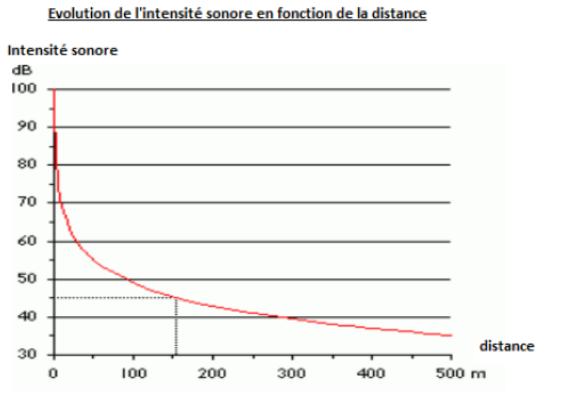 Evolution de l'intensité sonore en fonction de la distance
Intensité sonore
dB
100
90
80
70
60
50
40
30
distance
0 100 200 300 400 500 m